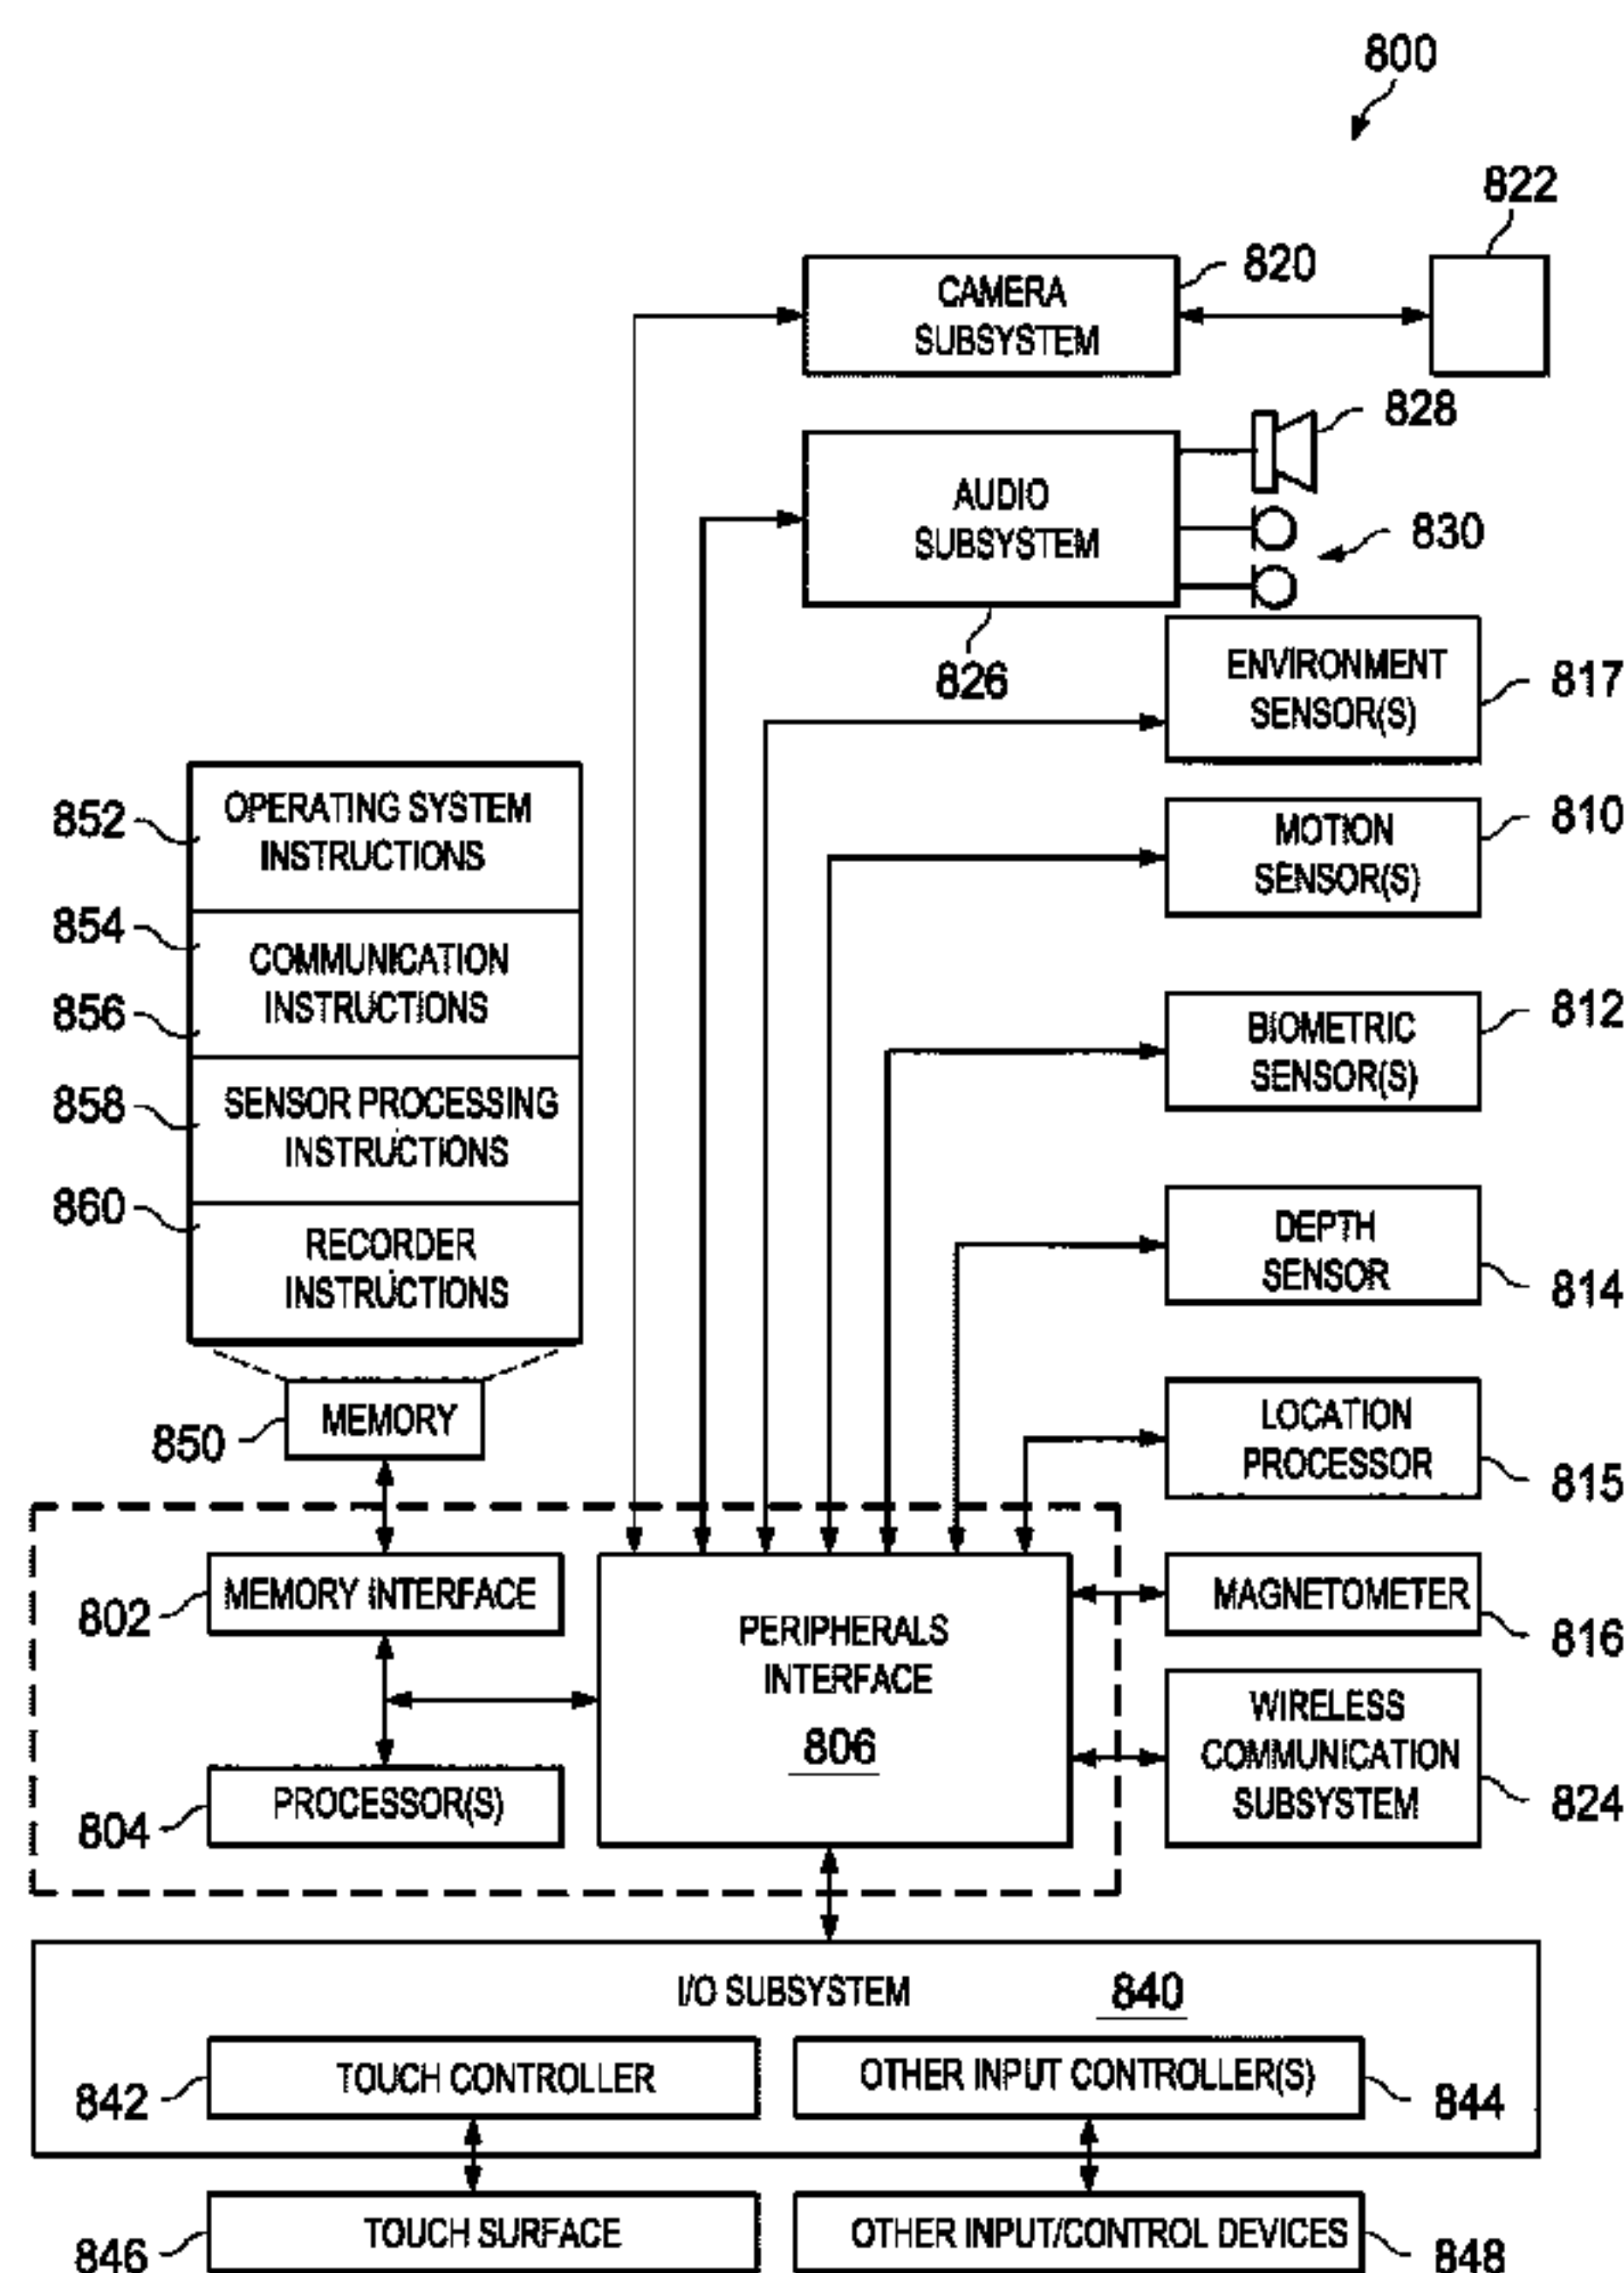 800
822
820
CAMERA
SUBSYSTEM
828
AUDIO
SUBSYSTEM
830
826
ENVIRONMENT
SENSOR(S)
817
852
OPERATING SYSTEM
INSTRUCTIONS
MOTION
SENSOR(S)
810
854
COMMUNICATION
INSTRUCTIONS
856
BIOMETRIC
SENSOR(S)
812
858
SENSOR PROCESSING
INSTRUCTIONS
860
RECORDER
INSTRUCTIONS
DEPTH
SENSOR
814
850
MEMORY
LOCATION
PROCESSOR
815
802
MEMORY INTERFACE
PERIPHERALS
INTERFACE
806
MAGNETOMETER
816
804
PROCESSOR(S)
WIRELESS
COMMUNICATION
SUBSYSTEM
824
I/O SUBSYSTEM
840
842
TOUCH CONTROLLER
OTHER INPUT CONTROLLER(S)
844
846
TOUCH SURFACE
OTHER INPUT/CONTROL DEVICES
848